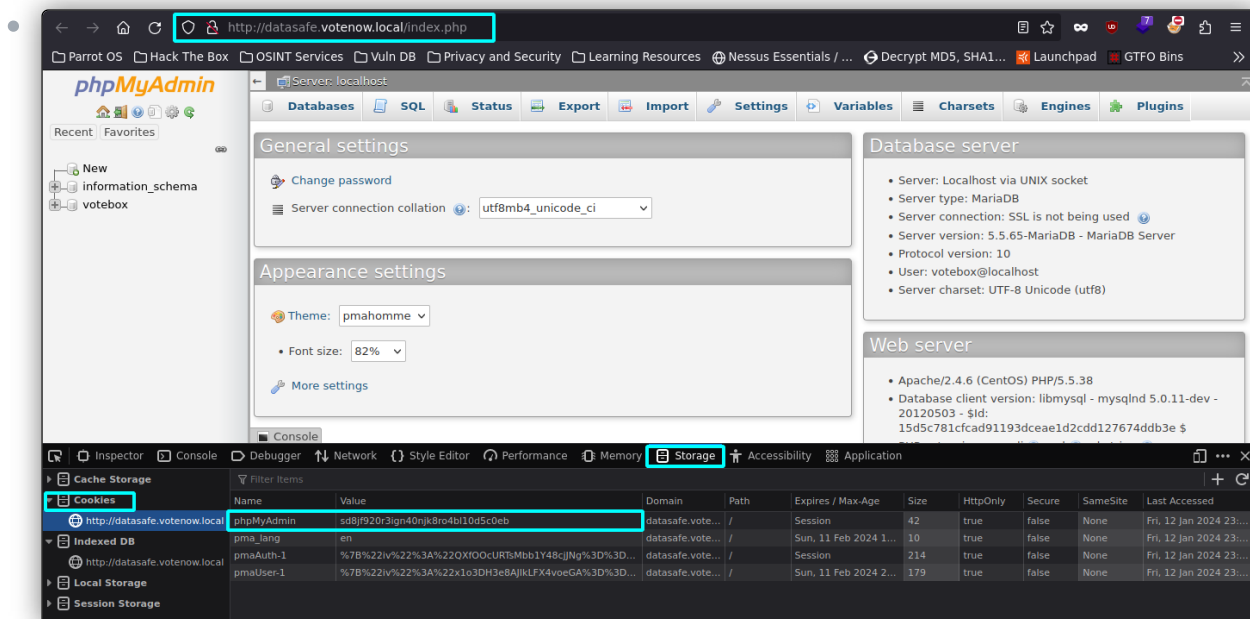 http://datasafe.votenow.local/index.php
7
Parrot OS Hack The Box OSINT Services Vuln DB Privacy and Security Learning Resources Nessus Essentials / ... Decrypt MD5, SHA1... Launchpad GTFO Bins
phpMyAdmin
Recent Favorites
New
information_schema
votebox
Server: localhost
Databases SQL Status Export Import Settings Variables Charsets Engines Plugins
General settings
Change password
Server connection collation : utf8mb4_unicode_ci
Appearance settings
Theme: pmahomme
Font size: 82%
More settings
Console
Database server
Server: Localhost via UNIX socket
Server type: MariaDB
Server connection: SSL is not being used
Server version: 5.5.65-MariaDB - MariaDB Server
Protocol version: 10
User: votebox@localhost
Server charset: UTF-8 Unicode (utf8)
Web server
Apache/2.4.6 (CentOS) PHP/5.5.38
Database client version: libmysql - mysqlnd 5.0.11-dev -
20120503 - $Id:
15d5c781cfcad91193dceae1d2cdd127674ddb3e $
Inspector Console Debugger Network Style Editor Performance Memory Storage Accessibility Application
Cache Storage
Cookies
http://datasafe.votenow.local
Indexed DB
http://datasafe.votenow.local
Local Storage
Session Storage
Filter Items
Name Value Domain Path Expires / Max-Age Size HttpOnly Secure SameSite Last Accessed
phpMyAdmin sd8jf920r3ign40njk8ro4bl10d5c0eb datasafe.vote... / Session 42 true false None Fri, 12 Jan 2024 23:...
pma_lang en datasafe.vote... / Sun, 11 Feb 2024 1... 10 true false None Fri, 12 Jan 2024 23:...
pmaAuth-1 %7B%22iv%22%3A%22QXfOOcURTsMbb1Y48cjJNg%3D%3D... datasafe.vote... / Session 214 true false None Fri, 12 Jan 2024 23:...
pmaUser-1 %7B%22iv%22%3A%22x1o3DH3e8AJlkLFX4voeGA%3D%3D... datasafe.vote... / Sun, 11 Feb 2024 2... 179 true false None Fri, 12 Jan 2024 23:...